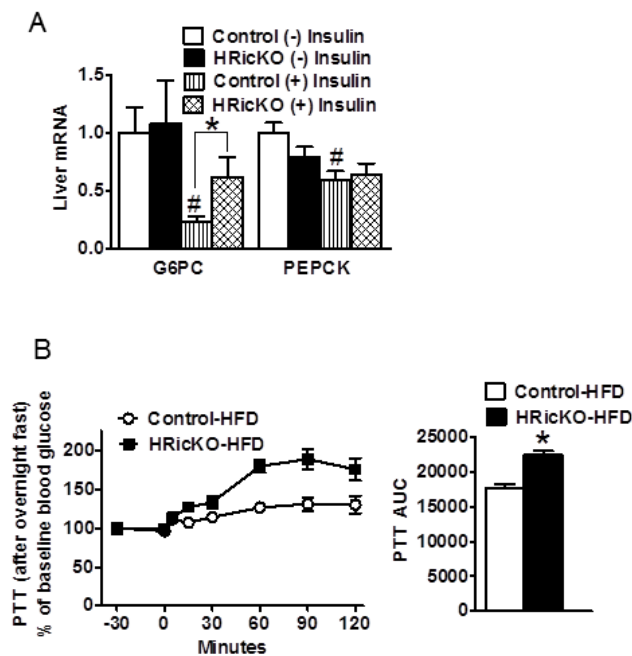 A
Control (-) Insulin
HRicKO (-) Insulin
Control (+) Insulin
HRicKO (+) Insulin
Liver mRNA
1.5
1.0
0.5
0.0
#
*
#
G6PC
PEPCK
B
PTT (after overnight fast)
% of baseline blood glucose
Control-HFD
HRicKO-HFD
200
150
100
50
0
-30
0
30
60
90
120
Minutes
Control-HFD
HRicKO-HFD
PTT AUC
25000
20000
15000
10000
5000
0
*